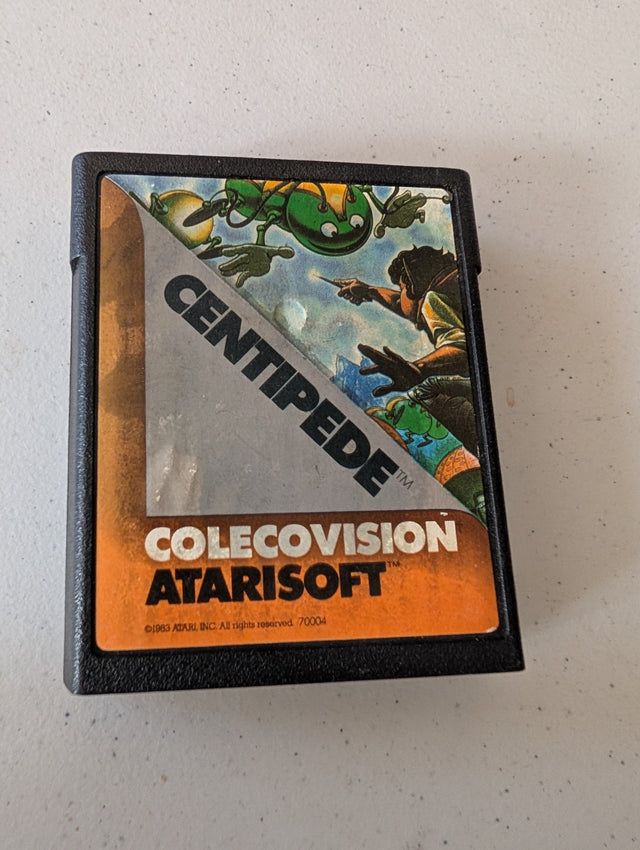 CENTIPEDE™
COLECOVISION
ATARISOFT™
©1983 ATARI, INC. All rights reserved. 70004